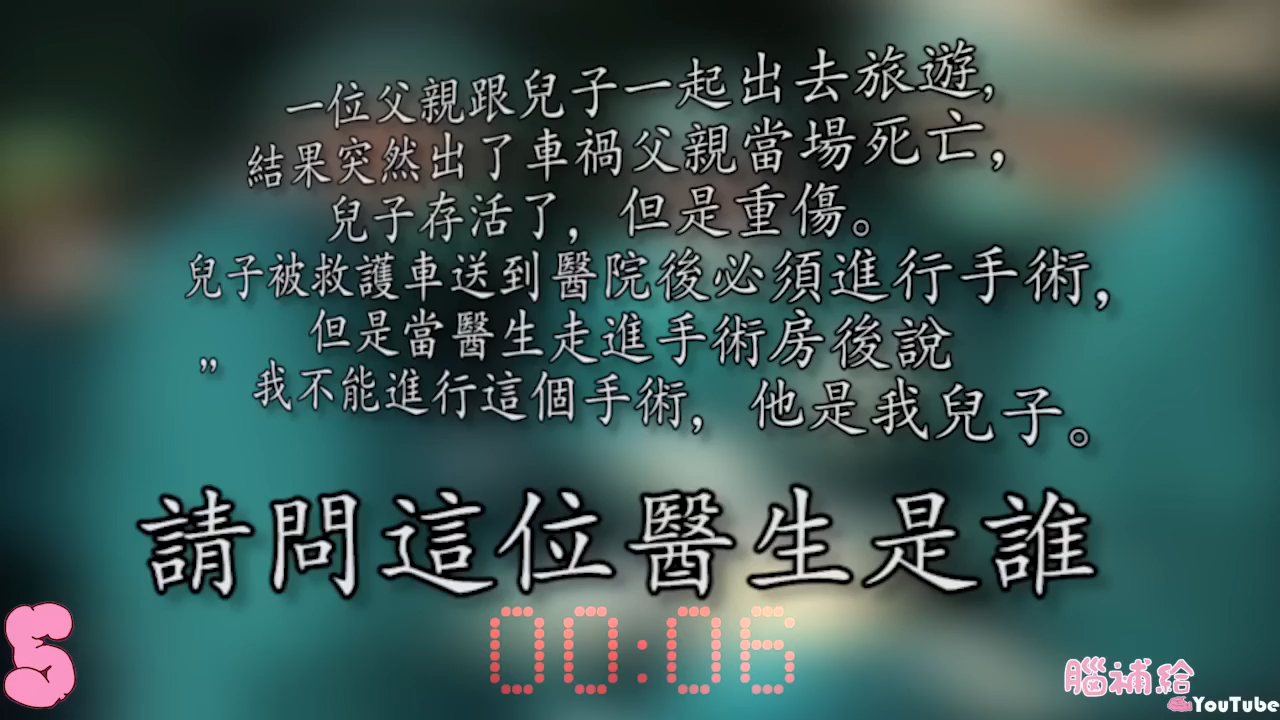 一位父親跟兒子一起出去旅遊,
結果突然出了車禍父親當場死亡,
兒子存活了, 但是重傷。
兒子被救護車送到醫院後必須進行手術,
但是當醫生走進手術房後說
”我不能進行這個手術, 他是我兒子。
請問這位醫生是誰
00:06
5
腦補給
YouTube